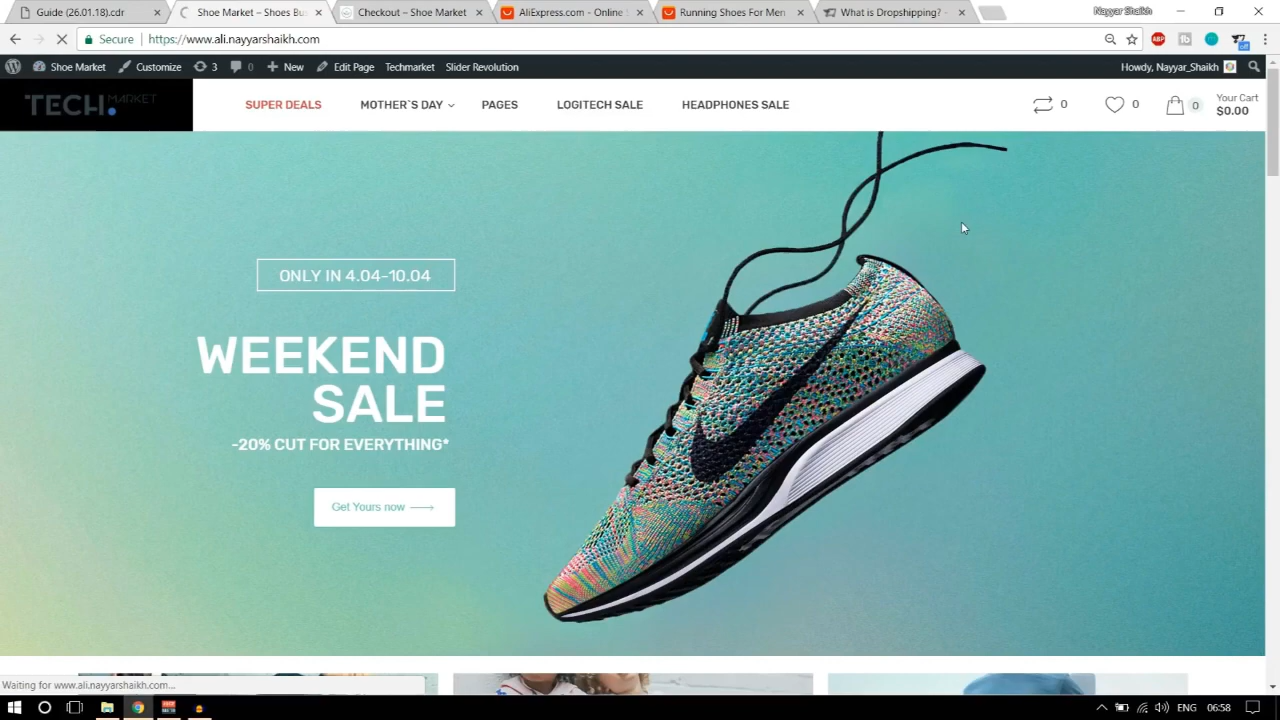 Guide (26.01.18).cdr
Shoe Market – Shoes Bus
Checkout – Shoe Market
AliExpress.com - Online S
Running Shoes For Men
What is Dropshipping? -
Nayyar Shaikh
Secure
https://www.ali.nayyarshaikh.com
ABP
fb
off
Shoe Market
Customize
3
0
New
Edit Page
Techmarket
Slider Revolution
Howdy, Nayyar_Shaikh
TECH. MARKET
SUPER DEALS
MOTHER`S DAY
PAGES
LOGITECH SALE
HEADPHONES SALE
0
0
0
Your Cart
$0.00
ONLY IN 4.04-10.04
WEEKEND
SALE
-20% CUT FOR EVERYTHING*
Get Yours now
Waiting for www.ali.nayyarshaikh.com...
ENG
06:58